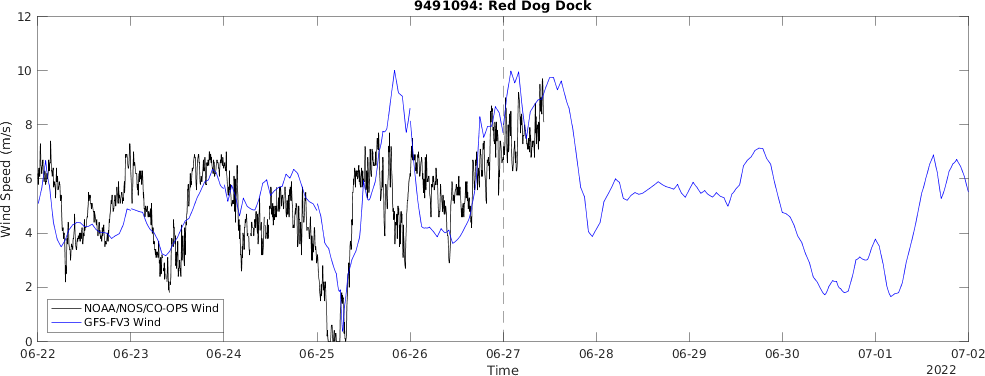 9491094: Red Dog Dock
Wind Speed (m/s)
12
10
8
6
4
2
0
NOAA/NOS/CO-OPS Wind
GFS-FV3 Wind
06-22 06-23 06-24 06-25 06-26 06-27 06-28 06-29 06-30 07-01 07-02
Time
2022